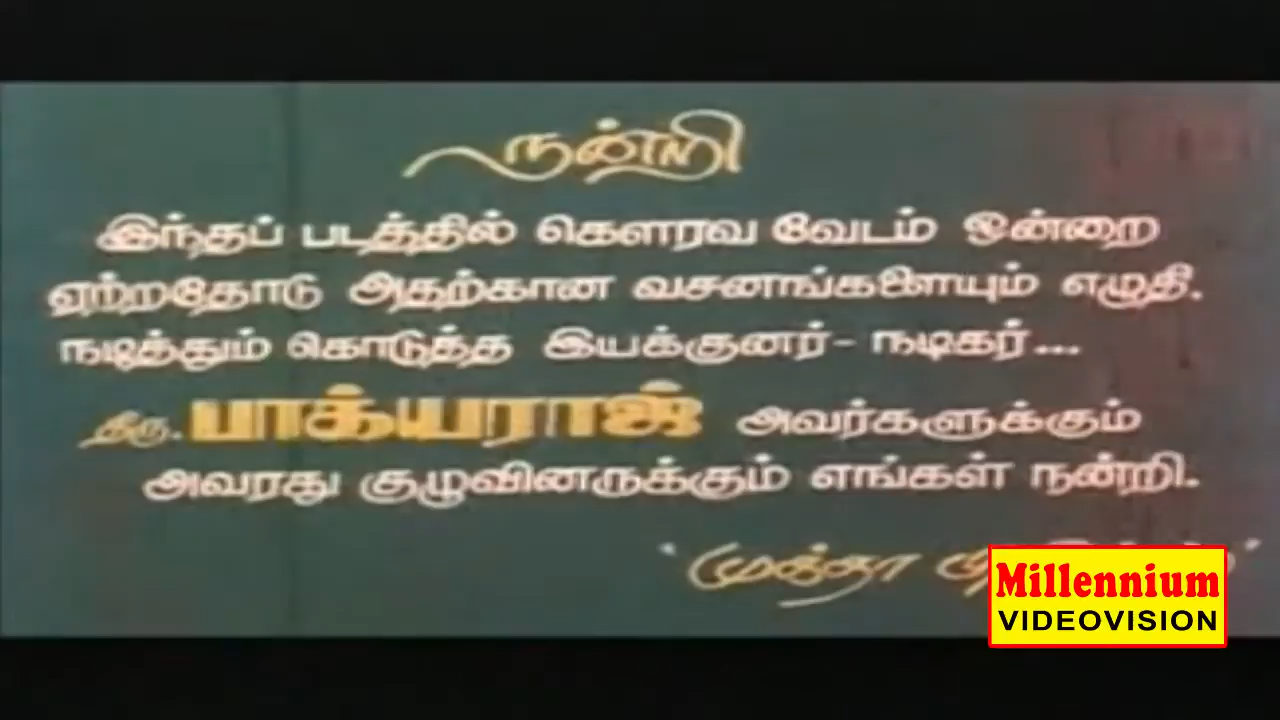 நன்றி
இந்தப் படத்தில் கௌரவ வேடம் ஒன்றை
ஏற்றதோடு அதற்கான வசனங்களையும் எழுதி.
நடித்தும் கொடுத்த இயக்குனர் - நடிகர்...
திரு. பாக்யராஜ் அவர்களுக்கும்
அவரது குழுவினருக்கும் எங்கள் நன்றி.
முத்தா
Millennium
VIDEOVISION